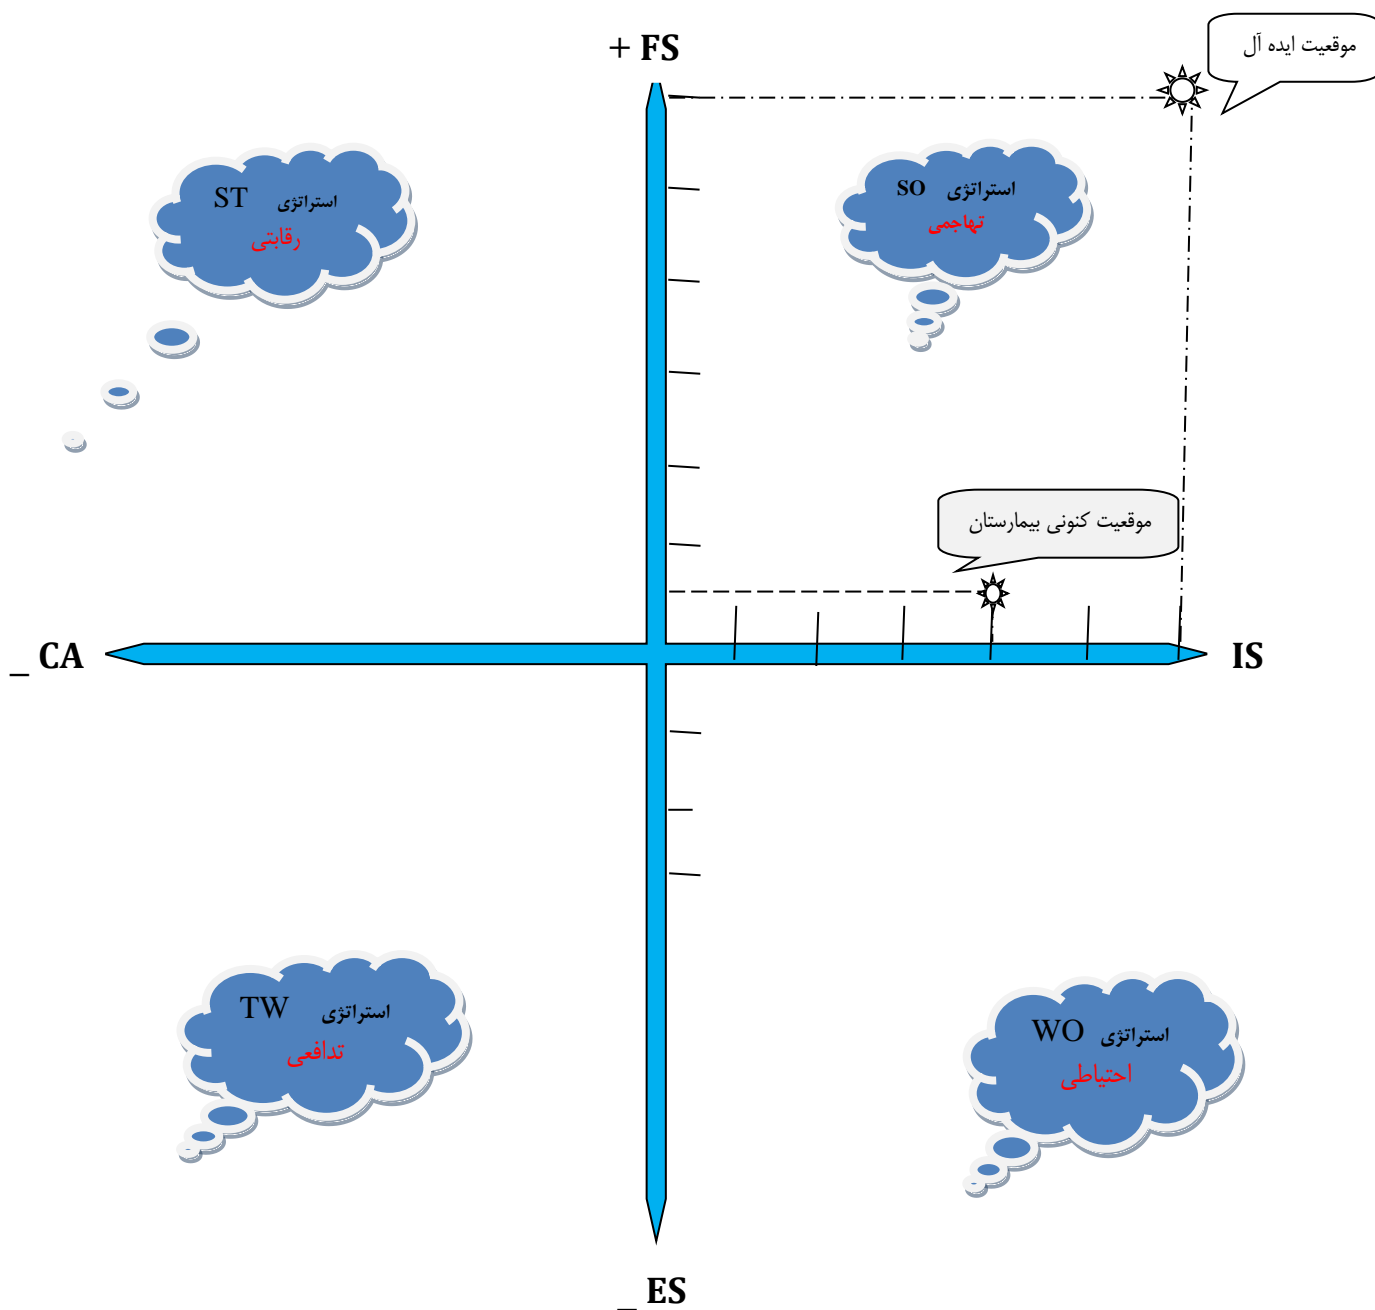 + FS
موقعیت ایده آل
استراتژی ST
رقابتی
استراتژی SO
تهاجمی
موقعیت کنونی بیمارستان
_ CA
IS
استراتژی TW
تدافعی
استراتژی WO
احتیاطی
_ ES